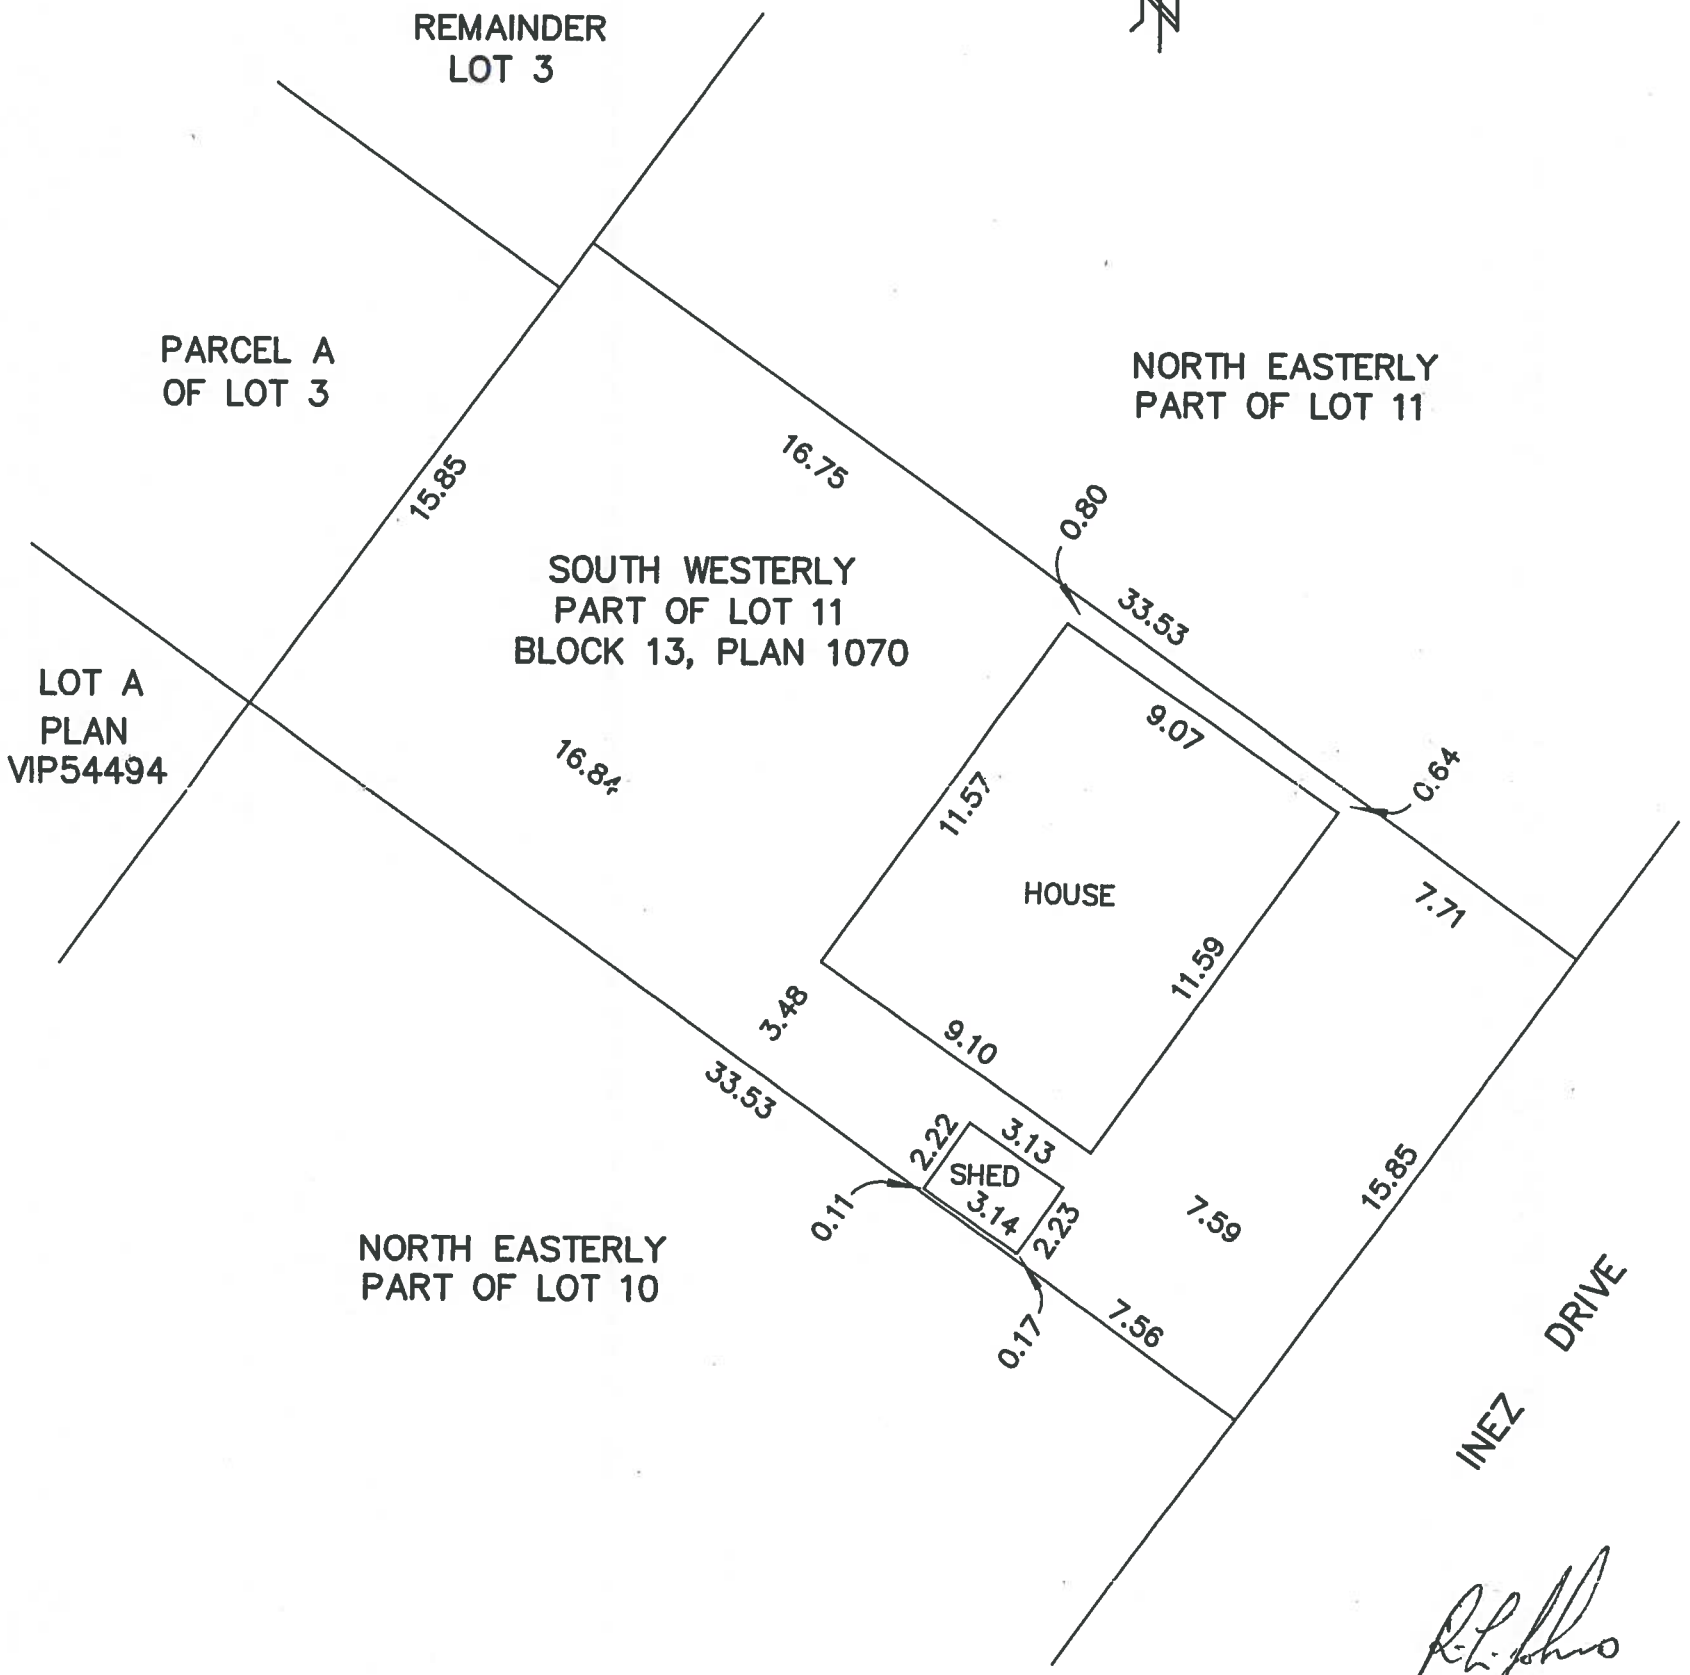 REMAINDER
LOT 3
N
PARCEL A
OF LOT 3
NORTH EASTERLY
PART OF LOT 11
15.85
16.75
0.80
SOUTH WESTERLY
PART OF LOT 11
BLOCK 13, PLAN 1070
33.53
LOT A
PLAN
VIP54494
16.84
9.07
0.64
11.57
HOUSE
7.71
11.59
3.48
9.10
33.53
2.22
3.13
SHED
3.14
2.23
0.11
7.59
15.85
NORTH EASTERLY
PART OF LOT 10
0.17
7.56
INEZ DRIVE